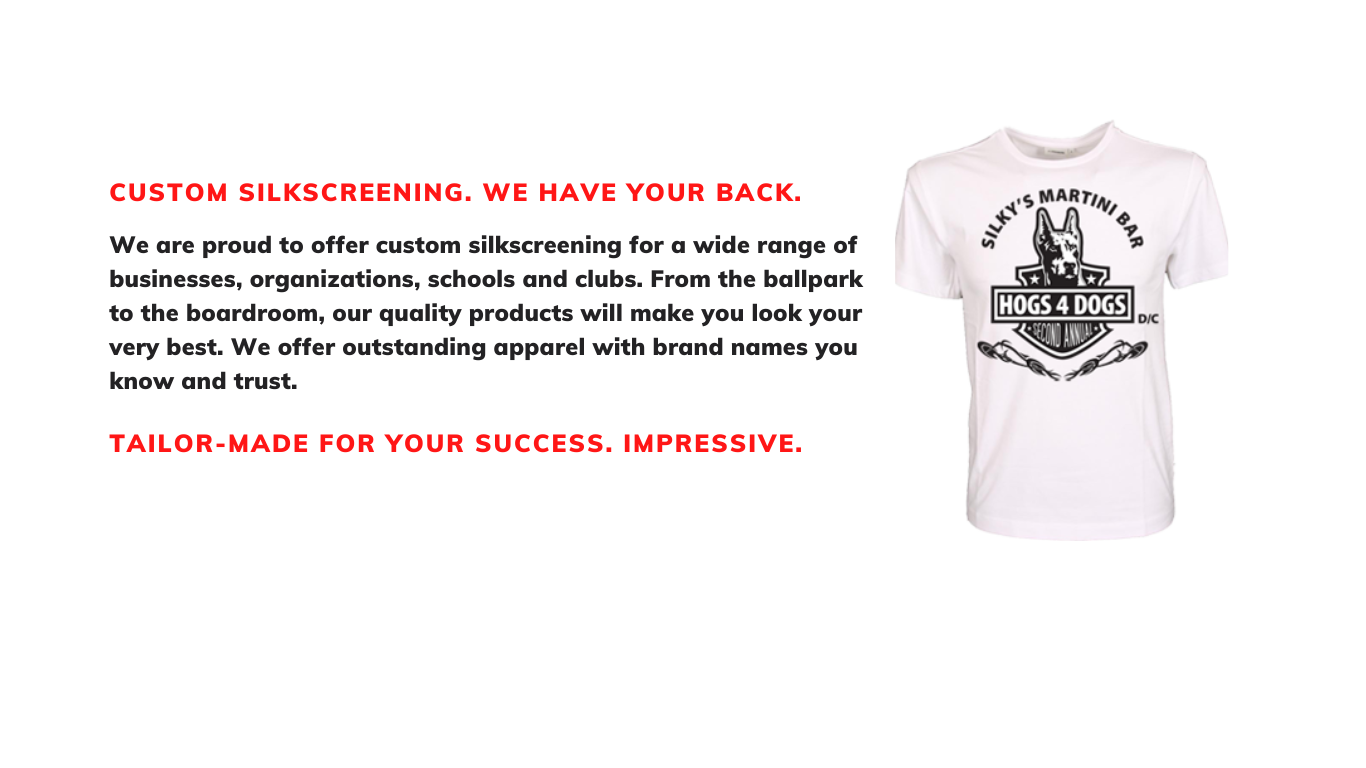 CUSTOM SILKSCREENING. WE HAVE YOUR BACK.
We are proud to offer custom silkscreening for a wide range of
businesses, organizations, schools and clubs. From the ballpark
to the boardroom, our quality products will make you look your
very best. We offer outstanding apparel with brand names you
know and trust.
TAILOR-MADE FOR YOUR SUCCESS. IMPRESSIVE.
SILKY'S MARTINI BAR
HOGS 4 DOGS
D/C
SECOND ANNUAL